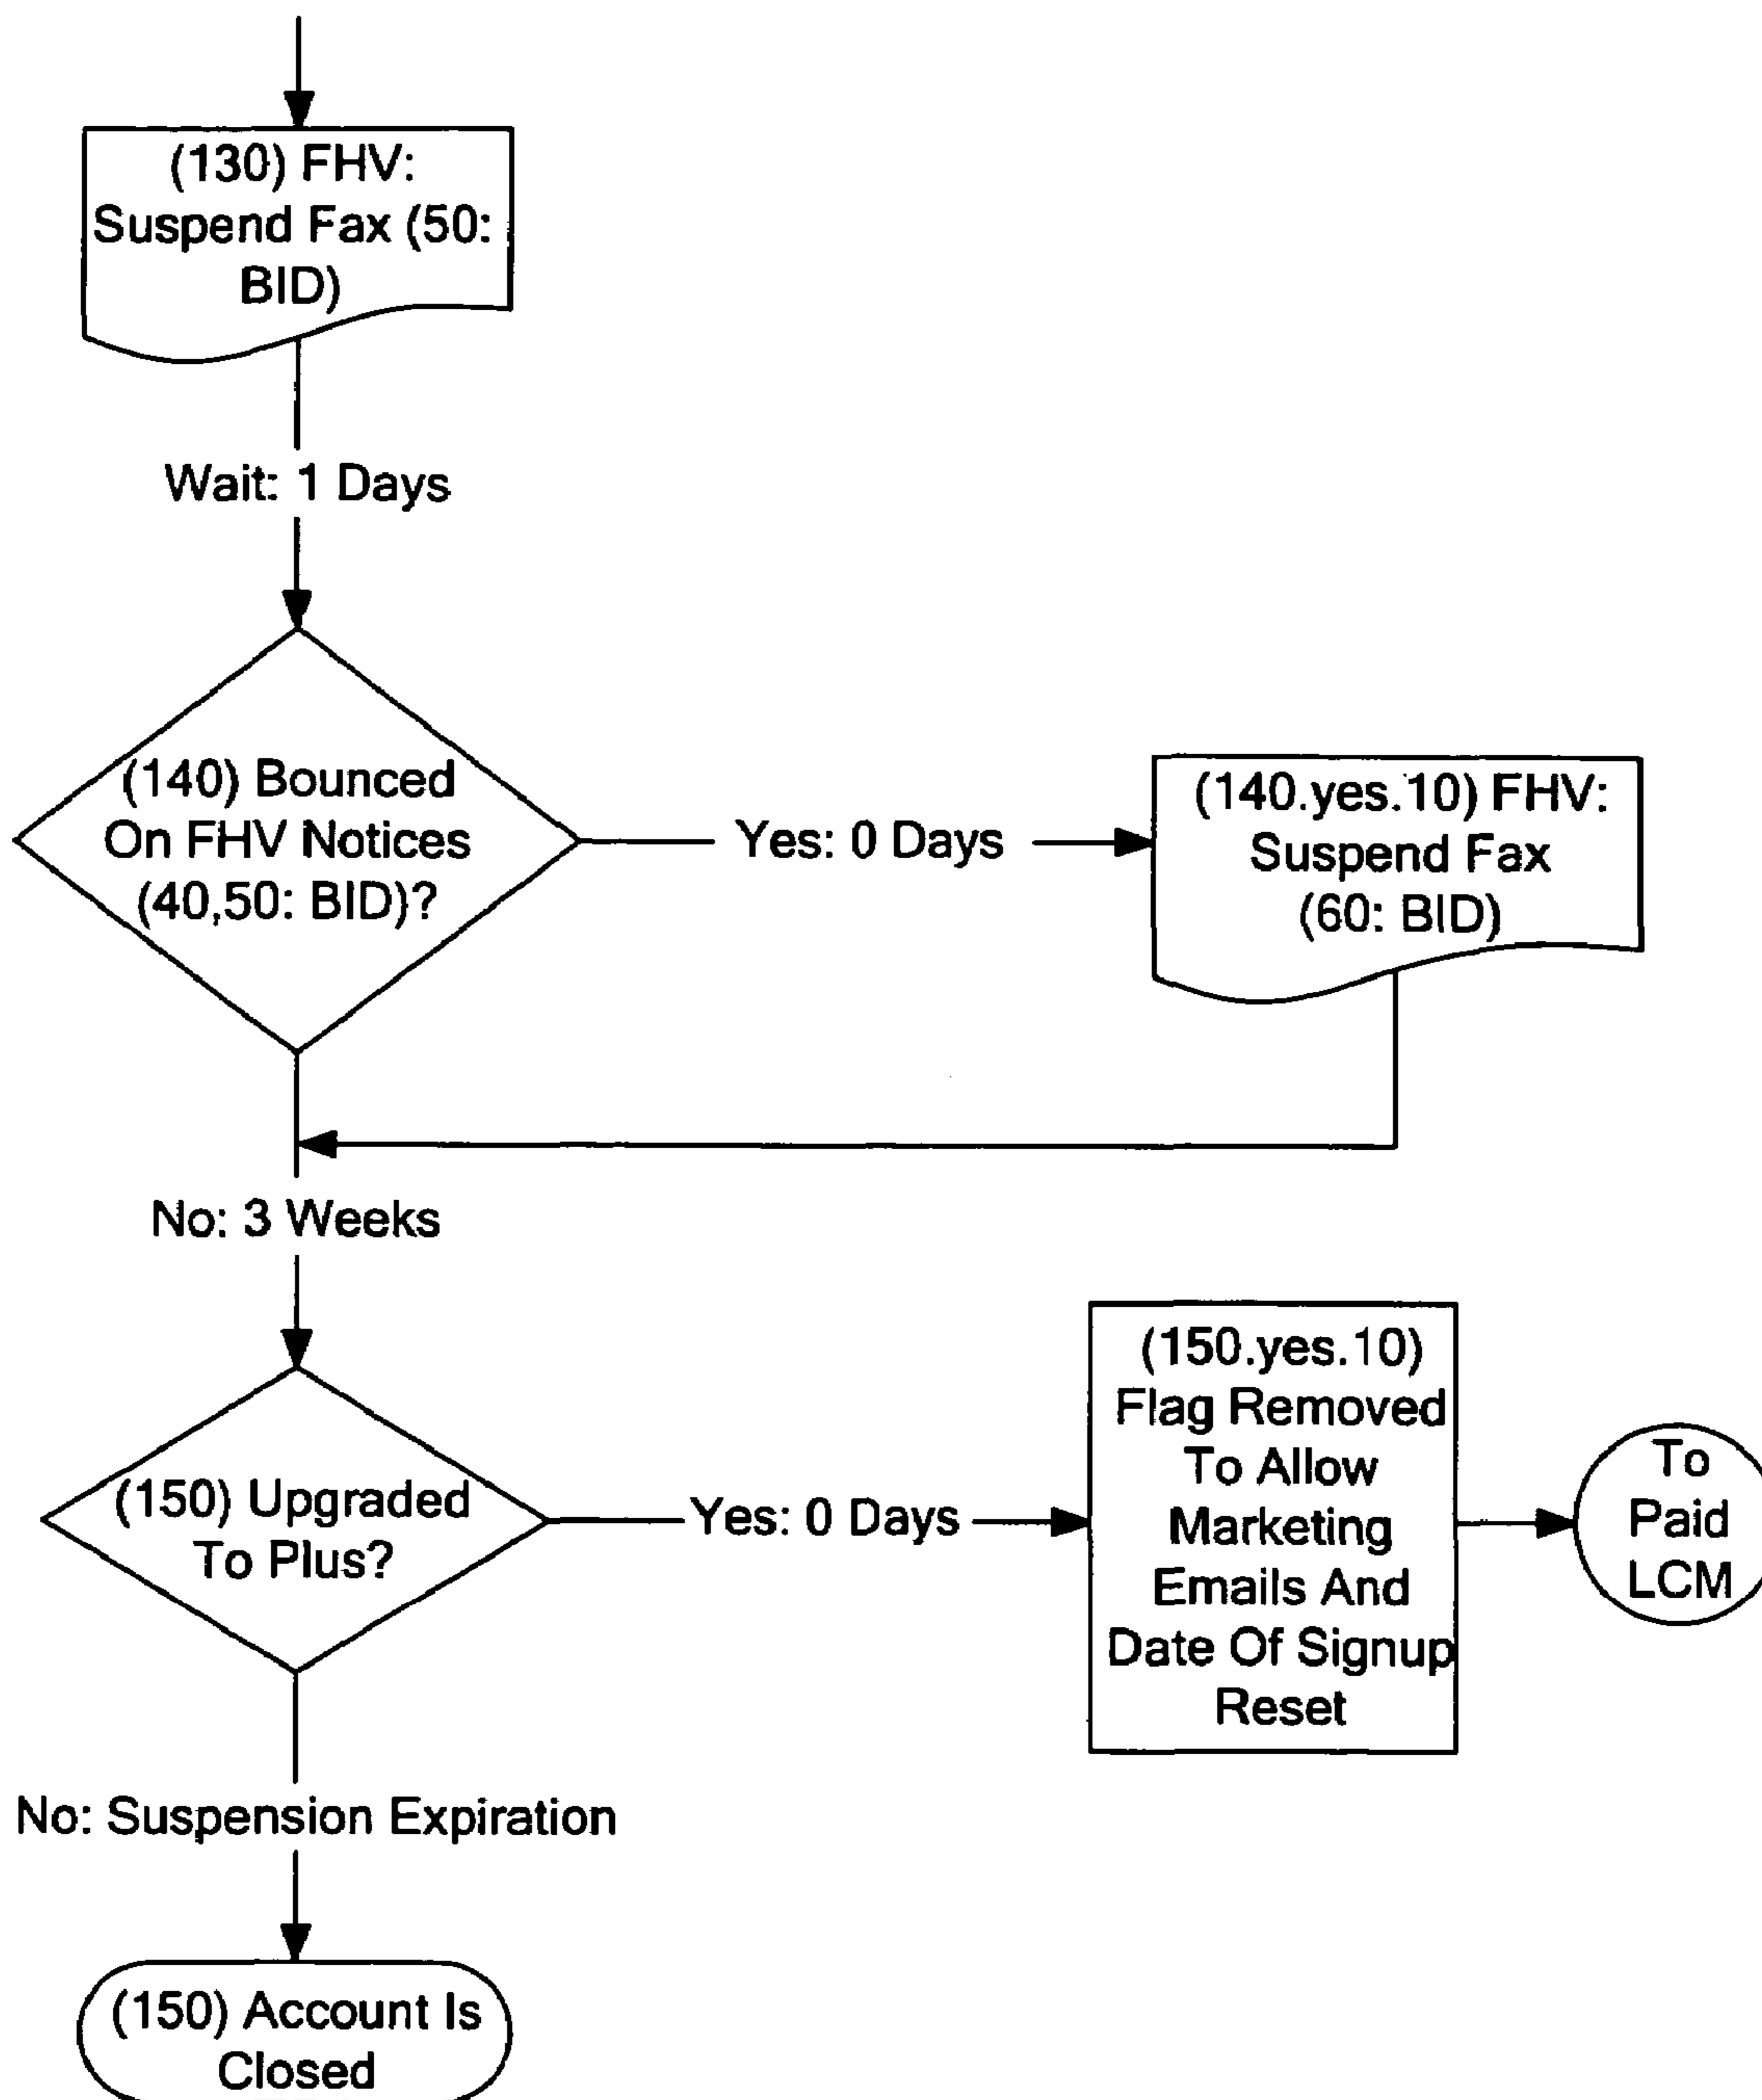 (130) FHV:
Suspend Fax (50:
BID)
Wait: 1 Days
(140) Bounced
On FHV Notices
(40,50: BID)?
Yes: 0 Days
(140.yes.10) FHV:
Suspend Fax
(60: BID)
No: 3 Weeks
(150) Upgraded
To Plus?
Yes: 0 Days
(150.yes.10)
Flag Removed
To Allow
Marketing
Emails And
Date Of Signup
Reset
To
Paid
LCM
No: Suspension Expiration
(150) Account Is
Closed